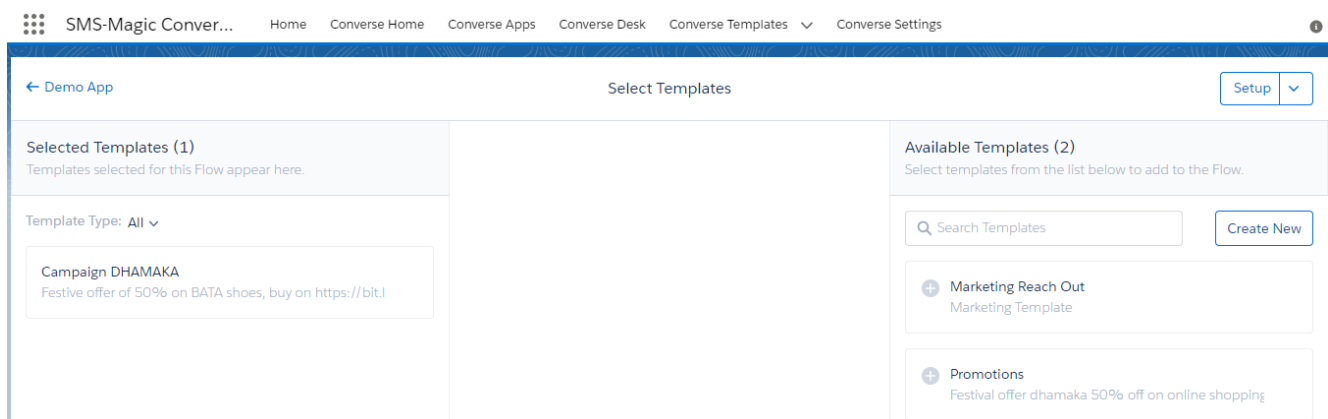 SMS-Magic Conver... Home Converse Home Converse Apps Converse Desk Converse Templates Converse Settings
Demo App Select Templates Setup
Selected Templates (1)
Templates selected for this Flow appear here.
Template Type: All
Campaign DHAMAKA
Festive offer of 50% on BATA shoes, buy on https://bit.l
Available Templates (2)
Select templates from the list below to add to the Flow.
Search Templates Create New
Marketing Reach Out
Marketing Template
Promotions
Festival offer dhamaka 50% off on online shopping